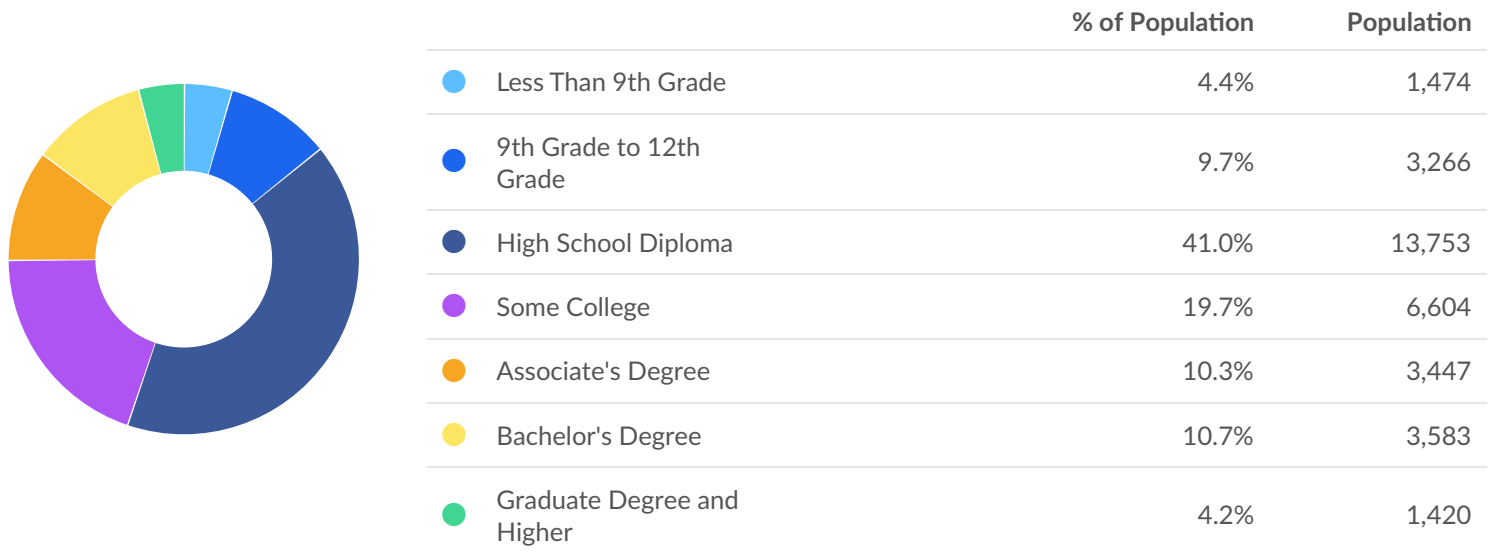 % of Population Population
Less Than 9th Grade 4.4% 1,474
9th Grade to 12th
Grade 9.7% 3,266
High School Diploma 41.0% 13,753
Some College 19.7% 6,604
Associate's Degree 10.3% 3,447
Bachelor's Degree 10.7% 3,583
Graduate Degree and
Higher 4.2% 1,420